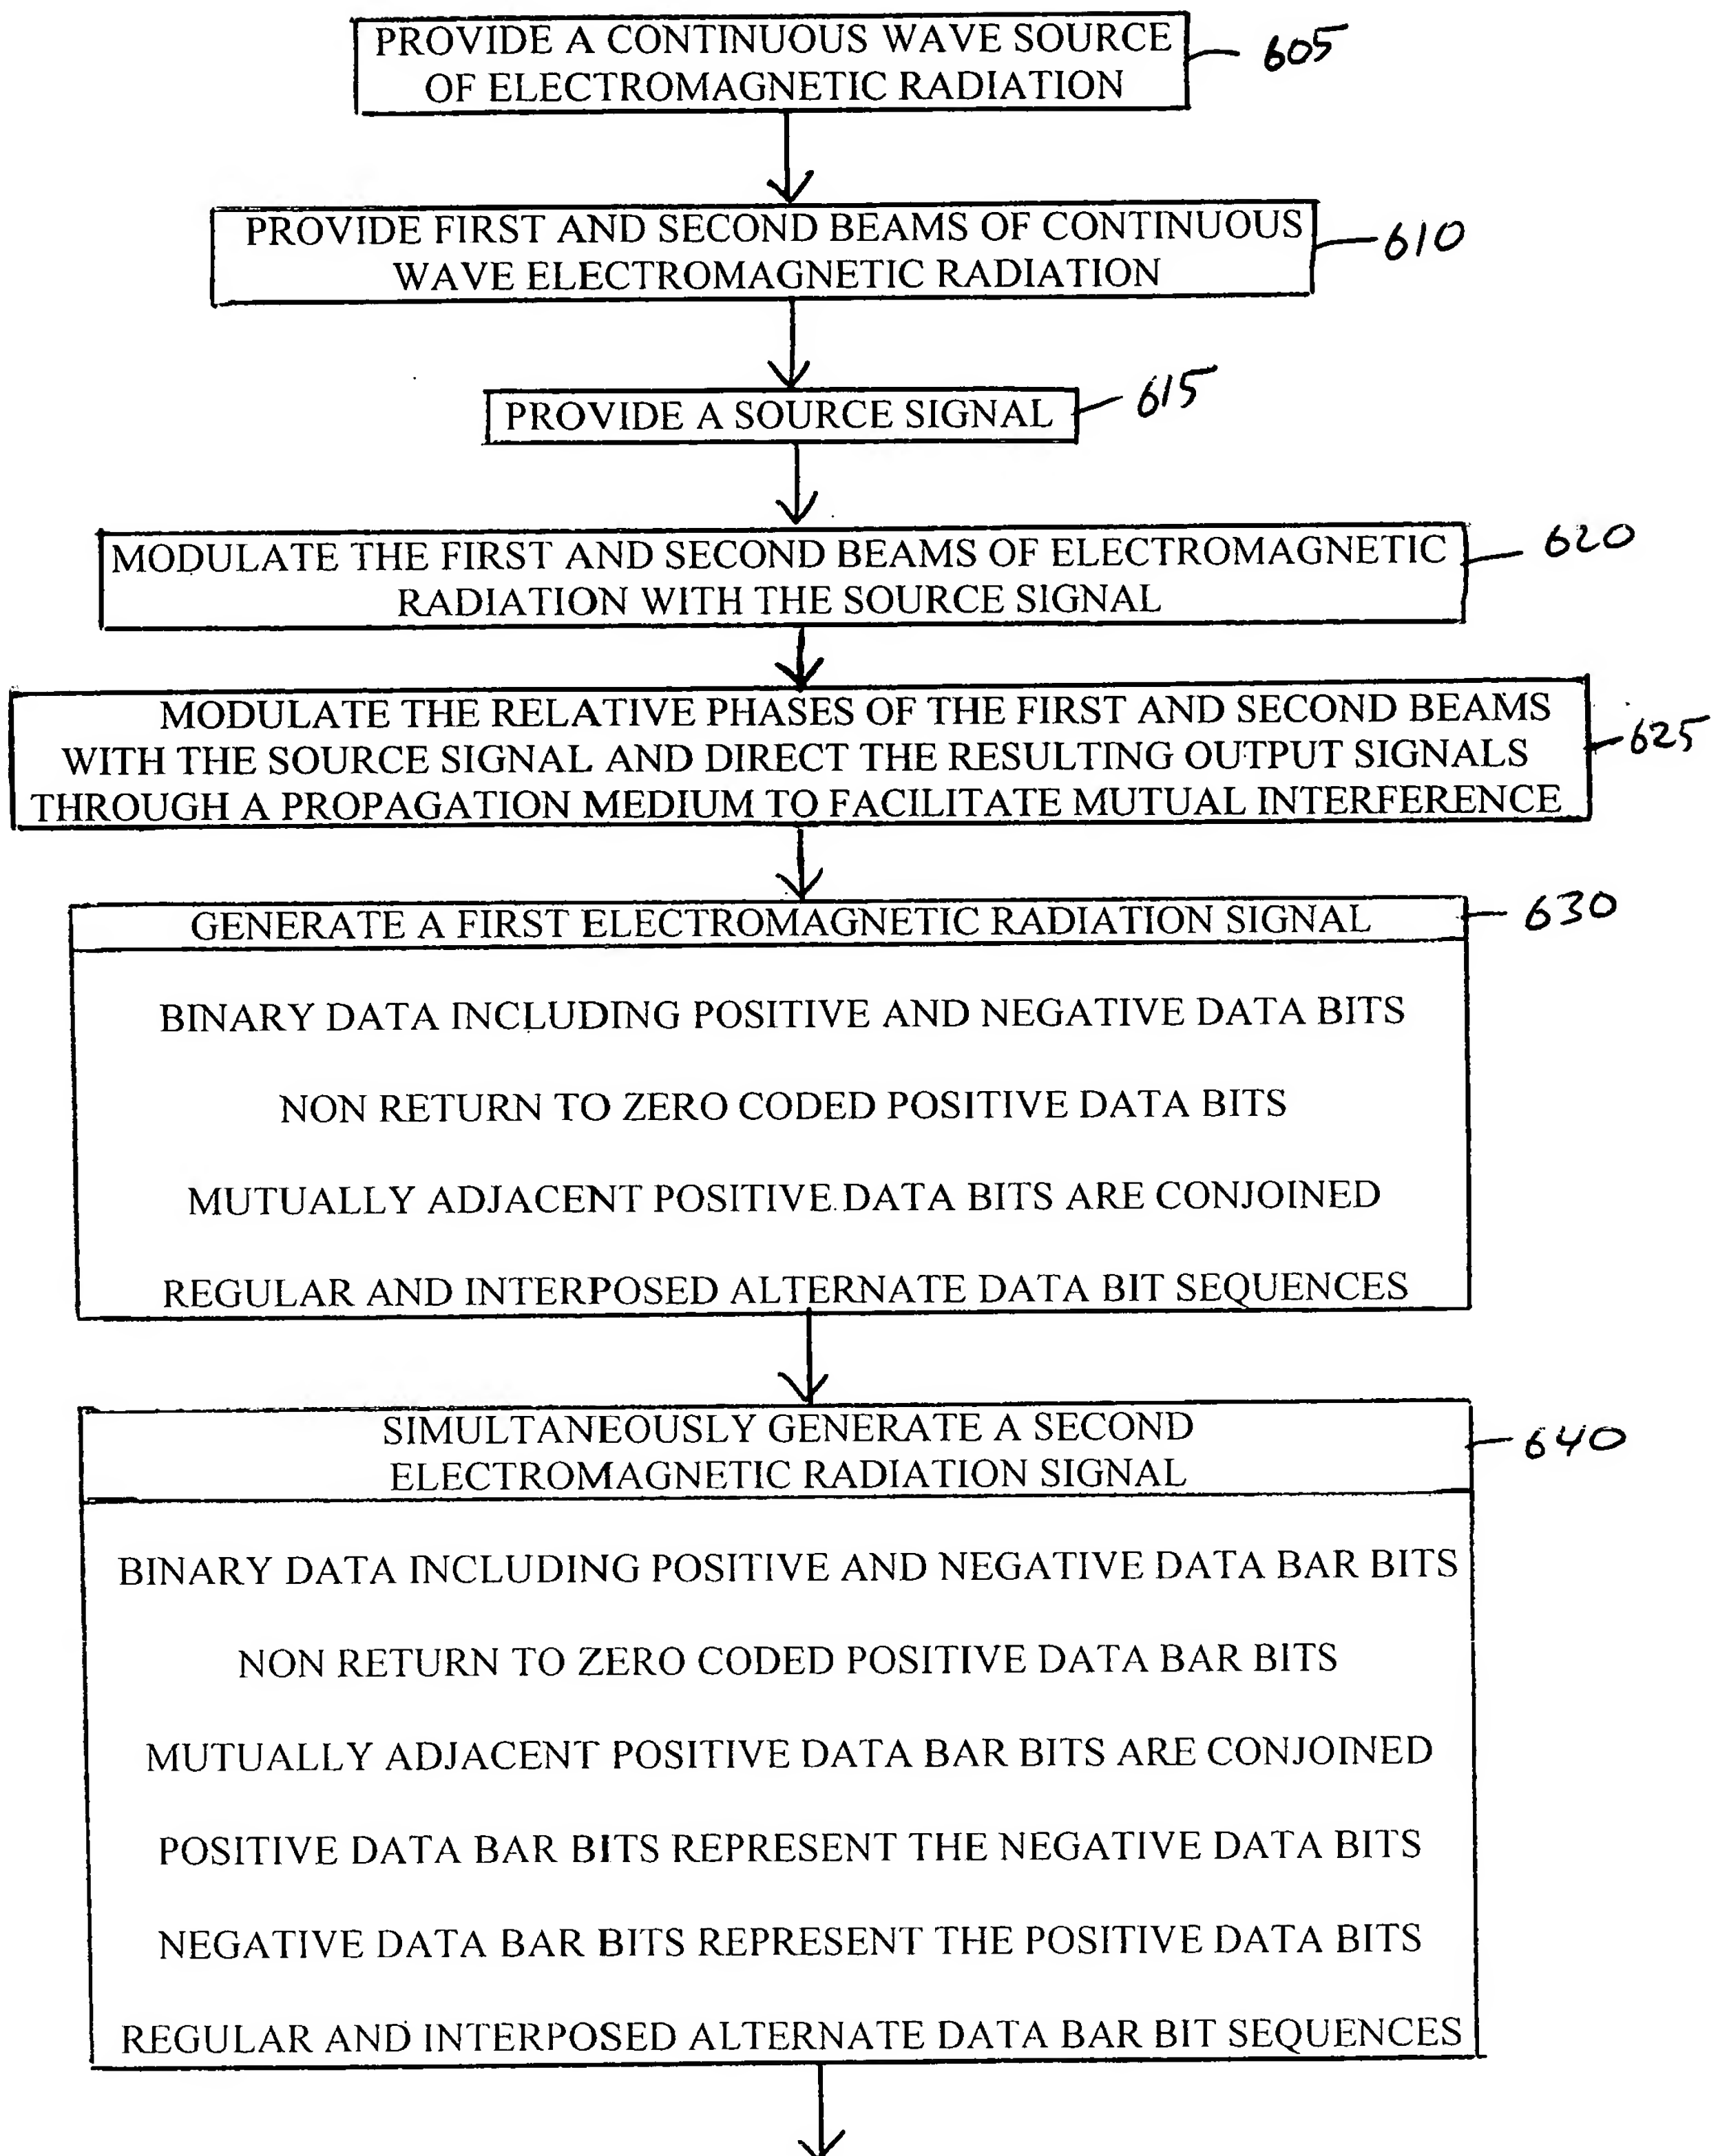 PROVIDE A CONTINUOUS WAVE SOURCE
OF ELECTROMAGNETIC RADIATION
605
PROVIDE FIRST AND SECOND BEAMS OF CONTINUOUS
WAVE ELECTROMAGNETIC RADIATION
610
PROVIDE A SOURCE SIGNAL
615
MODULATE THE FIRST AND SECOND BEAMS OF ELECTROMAGNETIC
RADIATION WITH THE SOURCE SIGNAL
620
MODULATE THE RELATIVE PHASES OF THE FIRST AND SECOND BEAMS
WITH THE SOURCE SIGNAL AND DIRECT THE RESULTING OUTPUT SIGNALS
THROUGH A PROPAGATION MEDIUM TO FACILITATE MUTUAL INTERFERENCE
625
GENERATE A FIRST ELECTROMAGNETIC RADIATION SIGNAL
630
BINARY DATA INCLUDING POSITIVE AND NEGATIVE DATA BITS
NON RETURN TO ZERO CODED POSITIVE DATA BITS
MUTUALLY ADJACENT POSITIVE DATA BITS ARE CONJOINED
REGULAR AND INTERPOSED ALTERNATE DATA BIT SEQUENCES
SIMULTANEOUSLY GENERATE A SECOND
ELECTROMAGNETIC RADIATION SIGNAL
640
BINARY DATA INCLUDING POSITIVE AND NEGATIVE DATA BAR BITS
NON RETURN TO ZERO CODED POSITIVE DATA BAR BITS
MUTUALLY ADJACENT POSITIVE DATA BAR BITS ARE CONJOINED
POSITIVE DATA BAR BITS REPRESENT THE NEGATIVE DATA BITS
NEGATIVE DATA BAR BITS REPRESENT THE POSITIVE DATA BITS
REGULAR AND INTERPOSED ALTERNATE DATA BAR BIT SEQUENCES